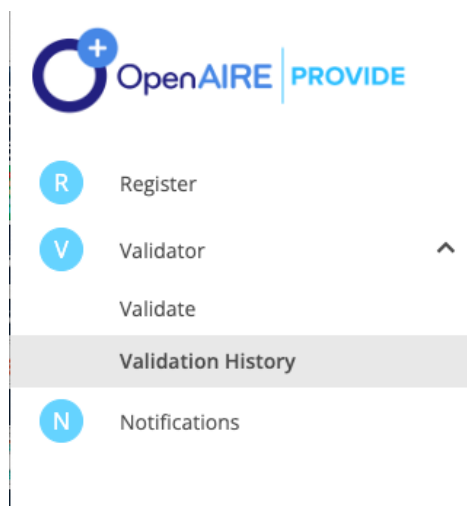 OpenAIRE PROVIDE
R Register
V Validator
Validate
Validation History
N Notifications